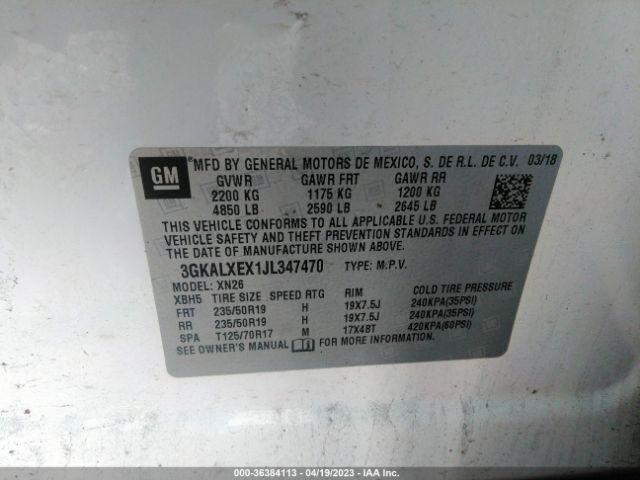 GM
*MFD BY GENERAL MOTORS DE MEXICO, S. DE R.L. DE C.V. 03/18
GVWR GAWR FRT GAWR RR
2200 KG 1175 KG 1200 KG
4850 LB 2590 LB 2645 LB
THIS VEHICLE CONFORMS TO ALL APPLICABLE U.S. FEDERAL MOTOR
VEHICLE SAFETY AND THEFT PREVENTION STANDARDS IN EFFECT ON
THE DATE OF MANUFACTURE SHOWN ABOVE.
3GKALXEX1JL347470 TYPE: M.P.V.
MODEL: XN26
XBH5 TIRE SIZE SPEED RTG RIM COLD TIRE PRESSURE
FRT 235/50R19 H 19X7.5J 240KPA(35PSI)
RR 235/50R19 H 19X7.5J 240KPA(35PSI)
SPA T125/70R17 M 17X4BT 420KPA(60PSI)
SEE OWNER'S MANUAL FOR MORE INFORMATION.
000-36384113 - 04/19/2023 - IAA Inc.